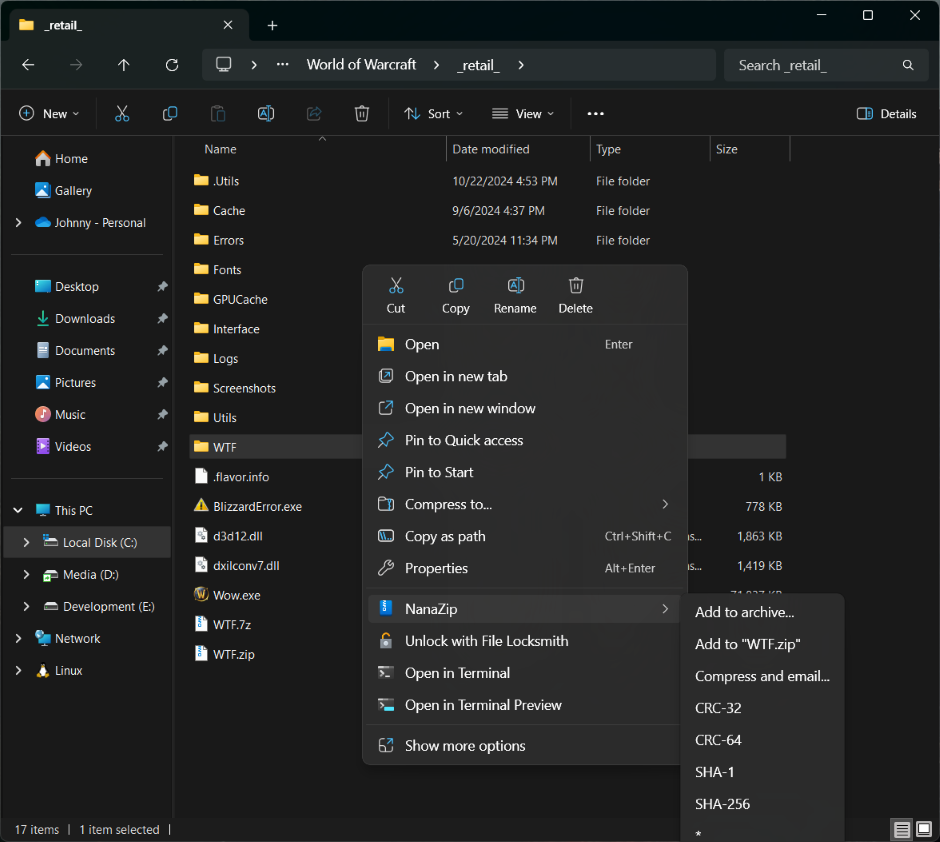 _retail_
World of Warcraft
_retail_
Search _retail_
New
Sort
View
Details
Name
Date modified
Type
Size
Home
Gallery
Johnny - Personal
Desktop
Downloads
Documents
Pictures
Music
Videos
This PC
Local Disk (C:)
Media (D:)
Development (E:)
Network
Linux
.Utils 10/22/2024 4:53 PM File folder
Cache 9/6/2024 4:37 PM File folder
Errors 5/20/2024 11:34 PM File folder
Fonts
GPUCache
Interface
Logs
Screenshots
Utils
WTF
.flavor.info 1 KB
BlizzardError.exe 778 KB
d3d12.dll 1,863 KB
dxilconv7.dll 1,419 KB
Wow.exe
WTF.7z
WTF.zip
Cut
Copy
Rename
Delete
Open Enter
Open in new tab
Open in new window
Pin to Quick access
Pin to Start
Compress to...
Copy as path Ctrl+Shift+C
Properties Alt+Enter
NanaZip
Unlock with File Locksmith
Open in Terminal
Open in Terminal Preview
Show more options
Add to archive...
Add to "WTF.zip"
Compress and email...
CRC-32
CRC-64
SHA-1
SHA-256
*
17 items | 1 item selected |